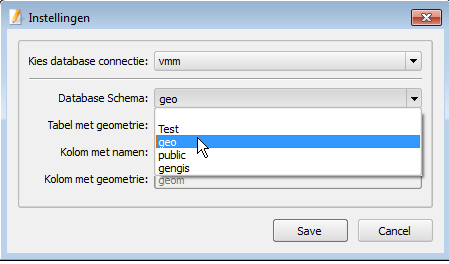 Instellingen
Kies database connectie: vmm
Database Schema: geo
Tabel met geometrie:
Test
geo
Kolom met namen:
public
gengis
Kolom met geometrie: geom
Save Cancel